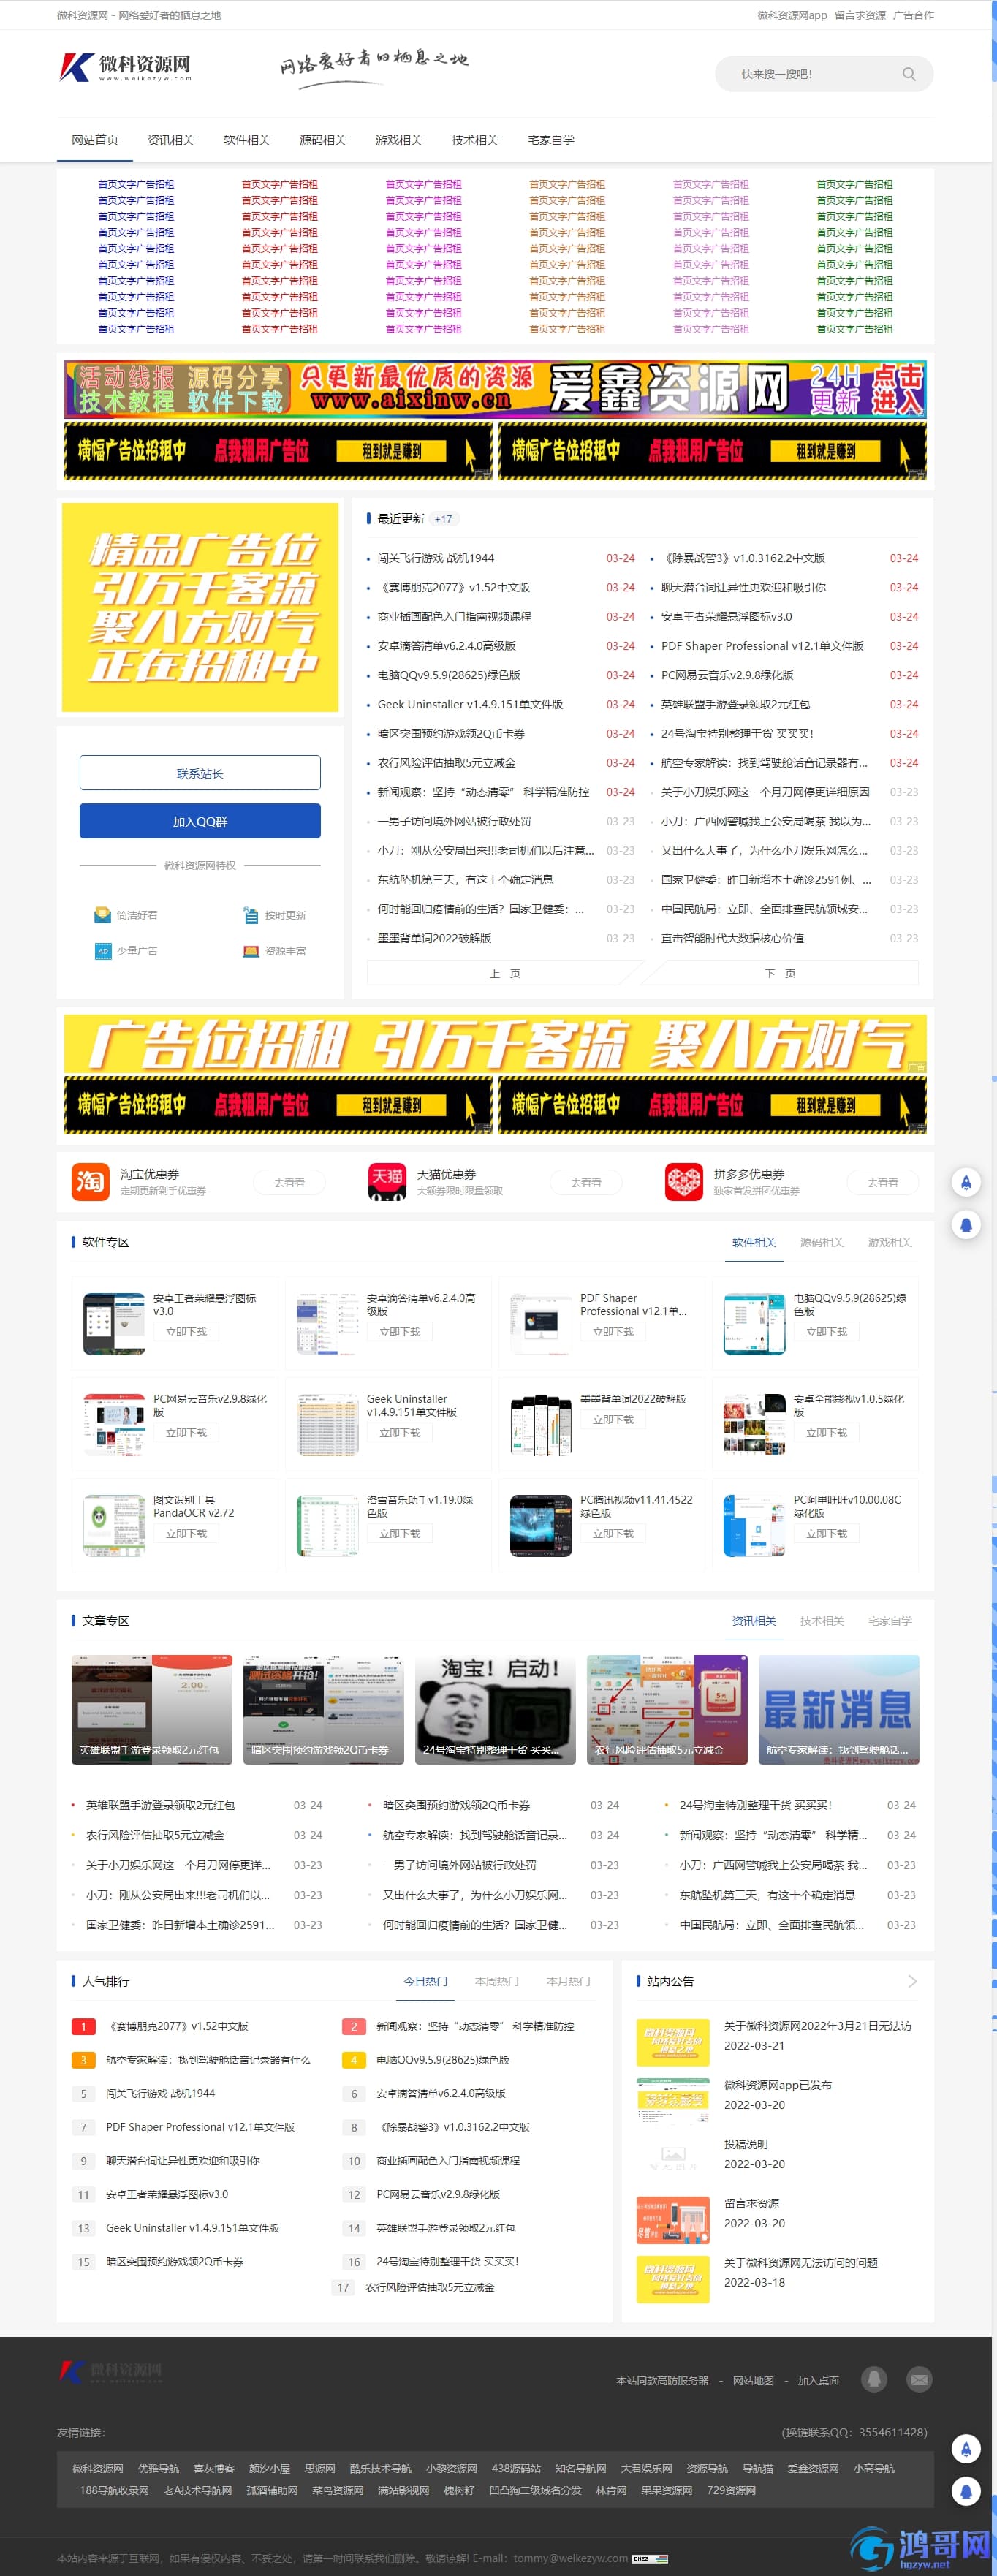 微科资源网 - 网络爱好者的栖息之地
微科资源网app 留言求资源 广告合作
微科资源网
www.weikezyw.com
网络爱好者的栖息之地
快来搜一搜吧！
网站首页 资讯相关 软件相关 源码相关 游戏相关 技术相关 宅家自学
首页文字广告招租 首页文字广告招租 首页文字广告招租 首页文字广告招租 首页文字广告招租 首页文字广告招租
首页文字广告招租 首页文字广告招租 首页文字广告招租 首页文字广告招租 首页文字广告招租 首页文字广告招租
首页文字广告招租 首页文字广告招租 首页文字广告招租 首页文字广告招租 首页文字广告招租 首页文字广告招租
首页文字广告招租 首页文字广告招租 首页文字广告招租 首页文字广告招租 首页文字广告招租 首页文字广告招租
首页文字广告招租 首页文字广告招租 首页文字广告招租 首页文字广告招租 首页文字广告招租 首页文字广告招租
首页文字广告招租 首页文字广告招租 首页文字广告招租 首页文字广告招租 首页文字广告招租 首页文字广告招租
首页文字广告招租 首页文字广告招租 首页文字广告招租 首页文字广告招租 首页文字广告招租 首页文字广告招租
首页文字广告招租 首页文字广告招租 首页文字广告招租 首页文字广告招租 首页文字广告招租 首页文字广告招租
首页文字广告招租 首页文字广告招租 首页文字广告招租 首页文字广告招租 首页文字广告招租 首页文字广告招租
首页文字广告招租 首页文字广告招租 首页文字广告招租 首页文字广告招租 首页文字广告招租 首页文字广告招租
活动线报 源码分享 只更新最优质的资源 爱鑫资源网 24H 点击
技术教程 软件下载 www.aixinw.cn 更新 进入
横幅广告位招租中 点我租用广告位 租到就是赚到 横幅广告位招租中 点我租用广告位 租到就是赚到
精品广告位
引万千客流
聚八方财气
正在招租中
联系站长
加入QQ群
微科资源网特权
简洁好看 按时更新
少量广告 资源丰富
最近更新 +17
闯关飞行游戏 战机1944 03-24 《除暴战警3》v1.0.3162.2中文版 03-24
《赛博朋克2077》v1.52中文版 03-24 聊天潜台词让异性更欢迎和吸引你 03-24
商业插画配色入门指南视频课程 03-24 安卓王者荣耀悬浮图标v3.0 03-24
安卓滴答清单v6.2.4.0高级版 03-24 PDF Shaper Professional v12.1单文件版 03-24
电脑QQv9.5.9(28625)绿色版 03-24 PC网易云音乐v2.9.8绿化版 03-24
Geek Uninstaller v1.4.9.151单文件版 03-24 英雄联盟手游登录领取2元红包 03-24
暗区突围预约游戏领2Q币卡券 03-24 24号淘宝特别整理干货 买买买！ 03-24
农行风险评估抽取5元立减金 03-24 航空专家解读：找到驾驶舱话音记录器有... 03-24
新闻观察：坚持“动态清零” 科学精准防控 03-24 关于小刀娱乐网这一个月刀网停更详细原因 03-23
一男子访问境外网站被行政处罚 03-23 小刀：广西网警喊我上公安局喝茶 我以为... 03-23
小刀：刚从公安局出来!!!老司机们以后注意... 03-23 又出什么大事了，为什么小刀娱乐网怎么... 03-23
东航坠机第三天，有这十个确定消息 03-23 国家卫健委：昨日新增本土确诊2591例、... 03-23
何时能回归疫情前的生活？国家卫健委：... 03-23 中国民航局：立即、全面排查民航领域安... 03-23
墨墨背单词2022破解版 03-23 直击智能时代大数据核心价值 03-23
上一页 下一页
广告位招租 引万千客流 聚八方财气
广告
横幅广告位招租中 点我租用广告位 租到就是赚到 横幅广告位招租中 点我租用广告位 租到就是赚到
淘 淘宝优惠券 去看看 天猫 天猫优惠券 去看看 拼多多优惠券 去看看
定期更新剁手优惠券 大额券限时限量领取 独家首发拼团优惠券
软件专区 软件相关 源码相关 游戏相关
安卓王者荣耀悬浮图标v3.0
立即下载
安卓滴答清单v6.2.4.0高级版
立即下载
PDF Shaper Professional v12.1单...
立即下载
电脑QQv9.5.9(28625)绿色版
立即下载
PC网易云音乐v2.9.8绿化版
立即下载
Geek Uninstaller v1.4.9.151单文件版
立即下载
墨墨背单词2022破解版
立即下载
安卓全能影视v1.0.5绿化版
立即下载
图文识别工具 PandaOCR v2.72
立即下载
洛雪音乐助手v1.19.0绿色版
立即下载
PC腾讯视频v11.41.4522绿色版
立即下载
PC阿里旺旺v10.00.08C绿化版
立即下载
文章专区 资讯相关 技术相关 宅家自学
2.00
测试资格开抢!
淘宝！启动！
最新消息
英雄联盟手游登录领取2元红包 暗区突围预约游戏领2Q币卡券 24号淘宝特别整理干货 买买... 农行风险评估抽取5元立减金 航空专家解读：找到驾驶舱话...
英雄联盟手游登录领取2元红包 03-24 暗区突围预约游戏领2Q币卡券 03-24 24号淘宝特别整理干货 买买买！ 03-24
农行风险评估抽取5元立减金 03-24 航空专家解读：找到驾驶舱话音记录... 03-24 新闻观察：坚持“动态清零” 科学精... 03-24
关于小刀娱乐网这一个月刀网停更详... 03-23 一男子访问境外网站被行政处罚 03-23 小刀：广西网警喊我上公安局喝茶 我... 03-23
小刀：刚从公安局出来!!!老司机们以... 03-23 又出什么大事了，为什么小刀娱乐网... 03-23 东航坠机第三天，有这十个确定消息 03-23
国家卫健委：昨日新增本土确诊2591... 03-23 何时能回归疫情前的生活？国家卫健... 03-23 中国民航局：立即、全面排查民航领... 03-23
人气排行 今日热门 本周热门 本月热门
1 《赛博朋克2077》v1.52中文版 2 新闻观察：坚持“动态清零” 科学精准防控
3 航空专家解读：找到驾驶舱话音记录器有什么 4 电脑QQv9.5.9(28625)绿色版
5 闯关飞行游戏 战机1944 6 安卓滴答清单v6.2.4.0高级版
7 PDF Shaper Professional v12.1单文件版 8 《除暴战警3》v1.0.3162.2中文版
9 聊天潜台词让异性更欢迎和吸引你 10 商业插画配色入门指南视频课程
11 安卓王者荣耀悬浮图标v3.0 12 PC网易云音乐v2.9.8绿化版
13 Geek Uninstaller v1.4.9.151单文件版 14 英雄联盟手游登录领取2元红包
15 暗区突围预约游戏领2Q币卡券 16 24号淘宝特别整理干货 买买买！
17 农行风险评估抽取5元立减金
站内公告
关于微科资源网2022年3月21日无法访
2022-03-21
微科资源网app已发布
2022-03-20
投稿说明
2022-03-20
留言求资源
2022-03-20
关于微科资源网无法访问的问题
2022-03-18
微科资源网
本站同款高防服务器 - 网站地图 - 加入桌面
友情链接： (换链联系QQ：3554611428)
微科资源网 优雅导航 喜灰博客 颜汐小屋 思源网 酷乐技术导航 小黎资源网 438源码站 知名导航网 大君娱乐网 资源导航 导航猫 爱鑫资源网 小高导航
188导航收录网 老A技术导航网 孤酒辅助网 菜鸟资源网 满站影视网 槐树籽 凹凸狗二级域名分发 林肯网 果果资源网 729资源网
本站内容来源于互联网，如果有侵权内容、不妥之处，请第一时间联系我们删除。敬请谅解! E-mail：tommy@weikezyw.com CNZZ
鸿哥网
hgzyw.net